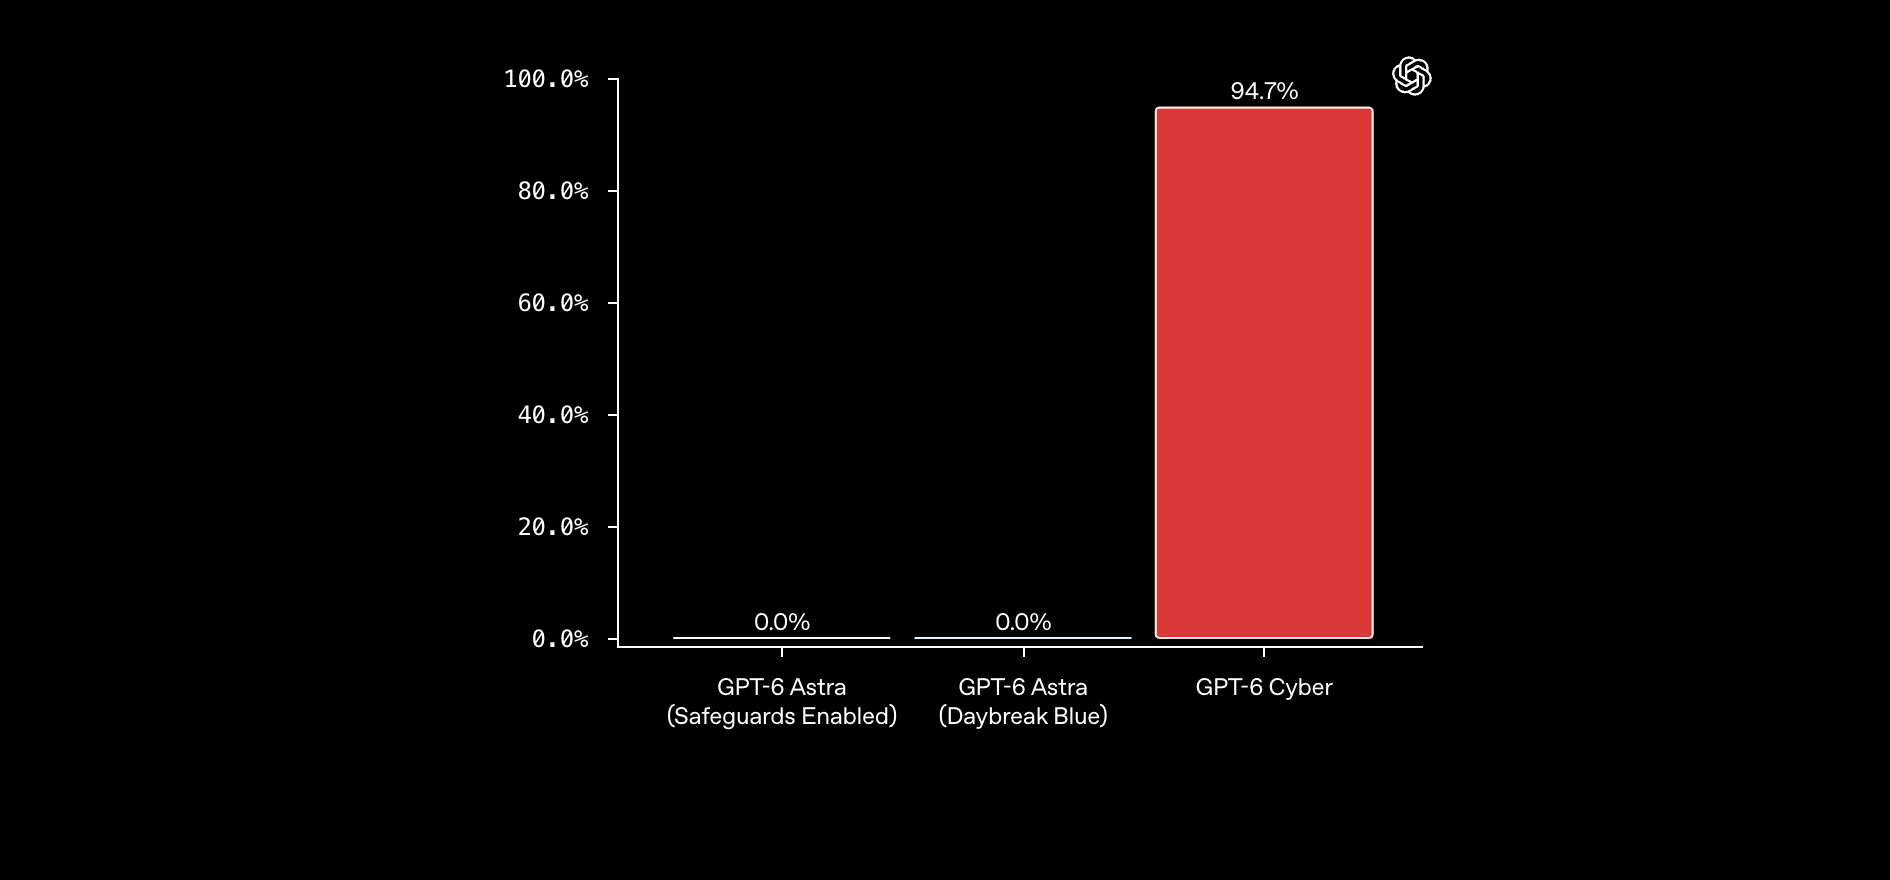 100.0%
80.0%
60.0%
40.0%
20.0%
0.0%
0.0%
0.0%
94.7%
GPT-6 Astra
(Safeguards Enabled)
GPT-6 Astra
(Daybreak Blue)
GPT-6 Cyber